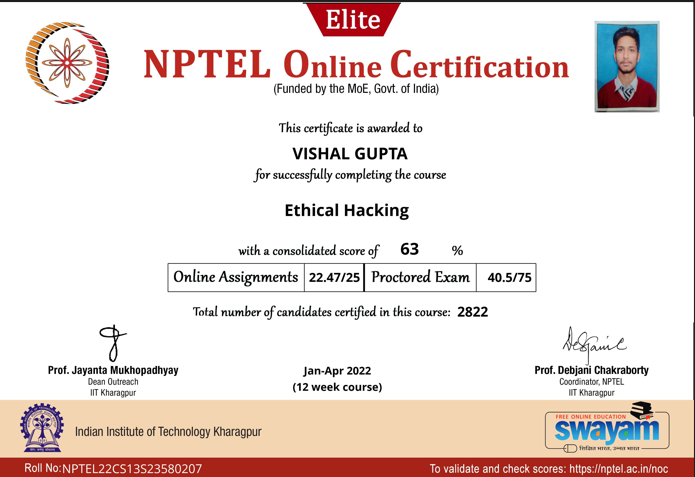 Elite
NPTEL Online Certification
(Funded by the MoE, Govt. of India)
This certificate is awarded to
VISHAL GUPTA
for successfully completing the course
Ethical Hacking
with a consolidated score of 63 %
Online Assignments 22.47/25 Proctored Exam 40.5/75
Total number of candidates certified in this course: 2822
Prof. Jayanta Mukhopadhyay
Dean Outreach
IIT Kharagpur
Jan-Apr 2022
(12 week course)
Prof. Debjani Chakraborty
Coordinator, NPTEL
IIT Kharagpur
Indian Institute of Technology Kharagpur
FREE ONLINE EDUCATION
swayam
शिक्षित भारत, उन्नत भारत
Roll No: NPTEL22CS13S23580207
To validate and check scores: https://nptel.ac.in/noc